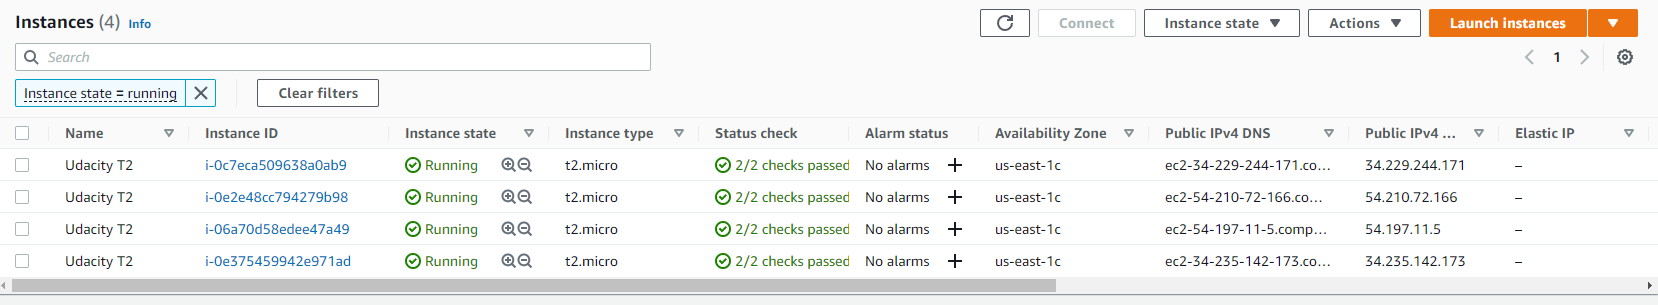 Instances (4) Info Connect Instance state Actions Launch instances
Search 1
Instance state = running Clear filters
Name Instance ID Instance state Instance type Status check Alarm status Availability Zone Public IPv4 DNS Public IPv4 ... Elastic IP
Udacity T2 i-0c7eca509638a0ab9 Running t2.micro 2/2 checks passed No alarms + us-east-1c ec2-34-229-244-171.co... 34.229.244.171 –
Udacity T2 i-0e2e48cc794279b98 Running t2.micro 2/2 checks passed No alarms + us-east-1c ec2-54-210-72-166.co... 54.210.72.166 –
Udacity T2 i-06a70d58edee47a49 Running t2.micro 2/2 checks passed No alarms + us-east-1c ec2-54-197-11-5.comp... 54.197.11.5 –
Udacity T2 i-0e375459942e971ad Running t2.micro 2/2 checks passed No alarms + us-east-1c ec2-34-235-142-173.co... 34.235.142.173 –